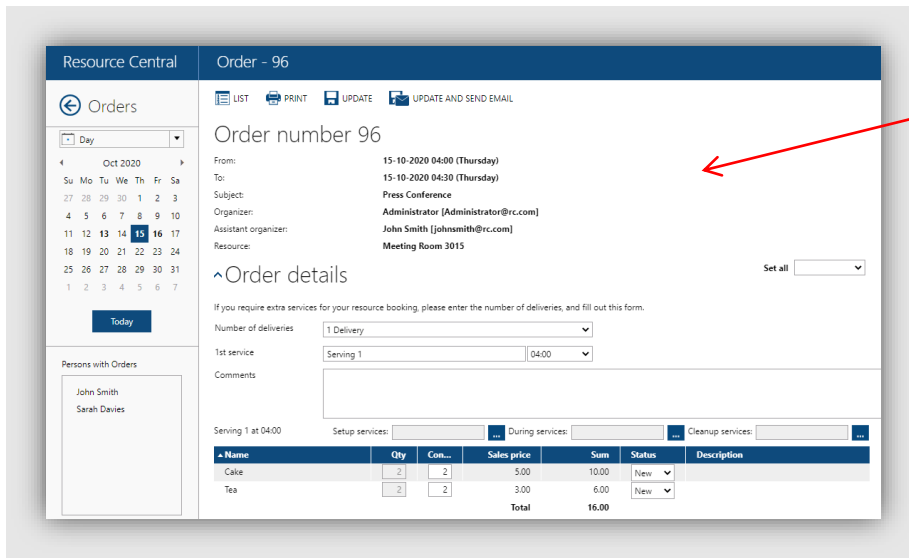 Resource Central
Order - 96
Orders
LIST PRINT UPDATE UPDATE AND SEND EMAIL
Day
Oct 2020
Su Mo Tu We Th Fr Sa
27 28 29 30 1 2 3
4 5 6 7 8 9 10
11 12 13 14 15 16 17
18 19 20 21 22 23 24
25 26 27 28 29 30 31
1 2 3 4 5 6 7
Today
Persons with Orders
John Smith
Sarah Davies
Order number 96
From: 15-10-2020 04:00 (Thursday)
To: 15-10-2020 04:30 (Thursday)
Subject: Press Conference
Organizer: Administrator [Administrator@rc.com]
Assistant organizer: John Smith [johnsmith@rc.com]
Resource: Meeting Room 3015
Order details
Set all
If you require extra services for your resource booking, please enter the number of deliveries, and fill out this form.
Number of deliveries 1 Delivery
1st service Serving 1 04:00
Comments
Serving 1 at 04:00 Setup services: ... During services: ... Cleanup services: ...
Name Qty Con... Sales price Sum Status Description
Cake 2 2 5.00 10.00 New
Tea 2 2 3.00 6.00 New
Total 16.00